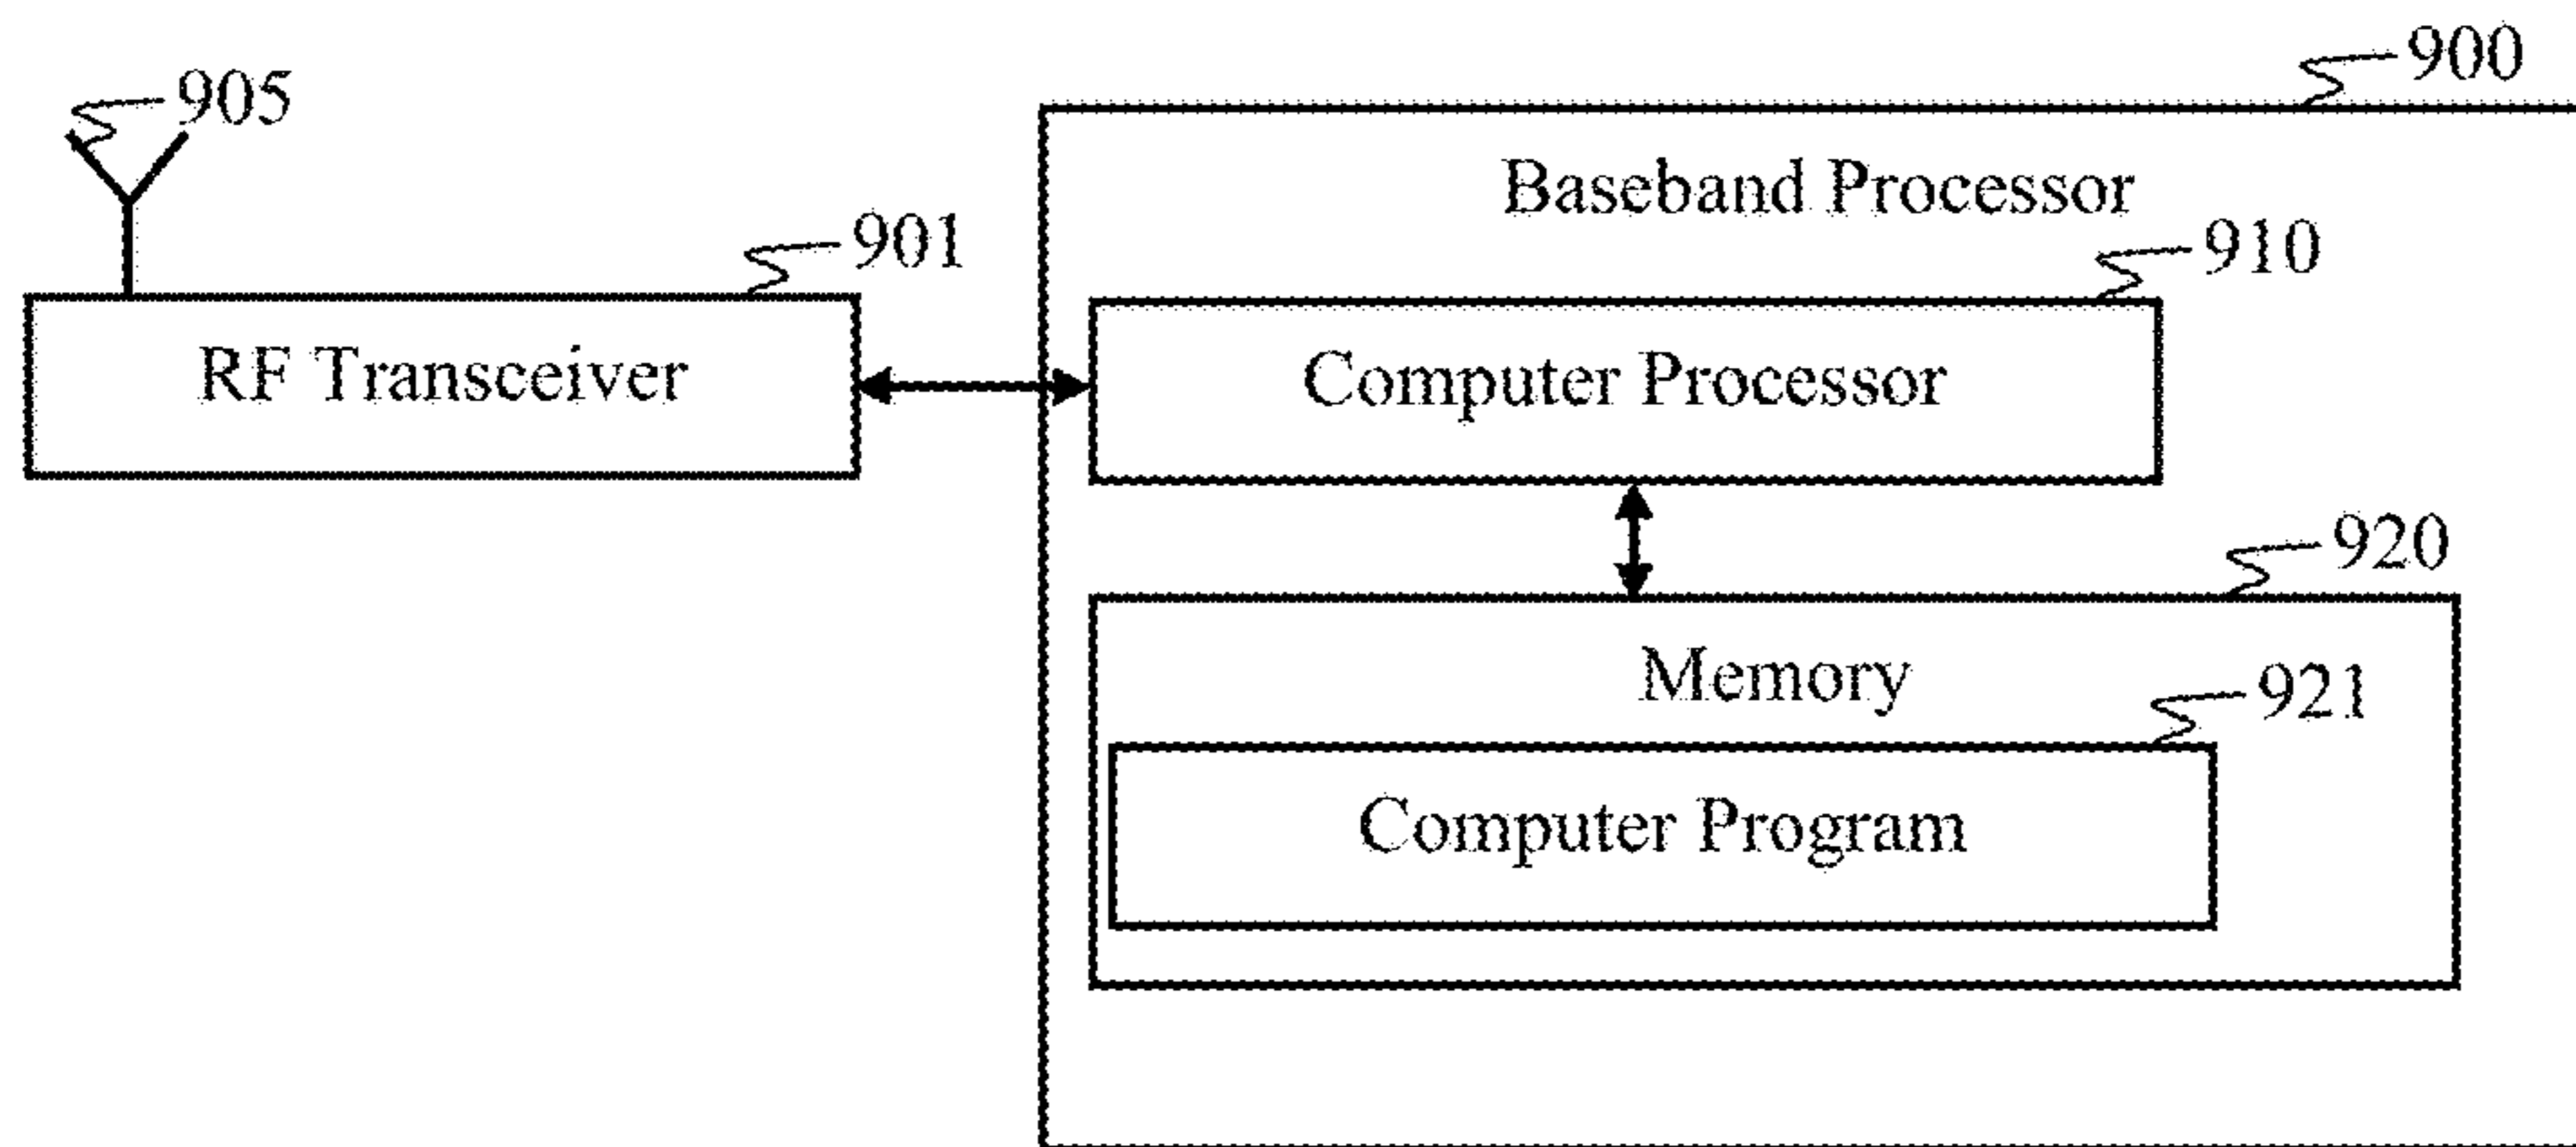 900
905
Baseband Processor
901
910
RF Transceiver
Computer Processor
920
Memory
921
Computer Program